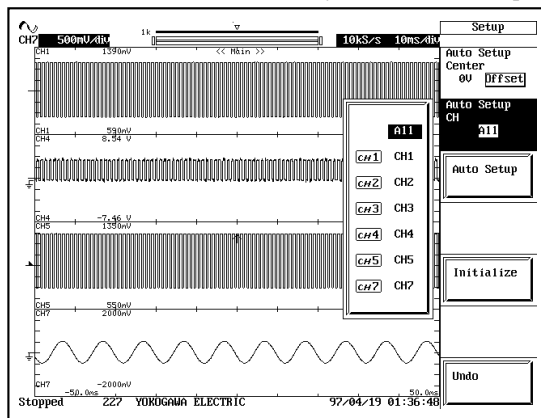 Setup
CH7 500mV/div 1k 10kS/s 10ms/div
CH1 1390mV << Main >>
Auto Setup
Center
0V Offset
Auto Setup
CH
All
CH1 590mV
CH4 8.54 V
CH4 -7.46 V
CH5 1350mV
CH5 550mV
CH7 2000mV
CH7 -2000mV
-50.0ms 50.0ms
All
CH1 CH1
CH2 CH2
CH3 CH3
CH4 CH4
CH5 CH5
CH7 CH7
Auto Setup
Initialize
Undo
Stopped 227 YOKOGAWA ELECTRIC 97/04/19 01:36:48